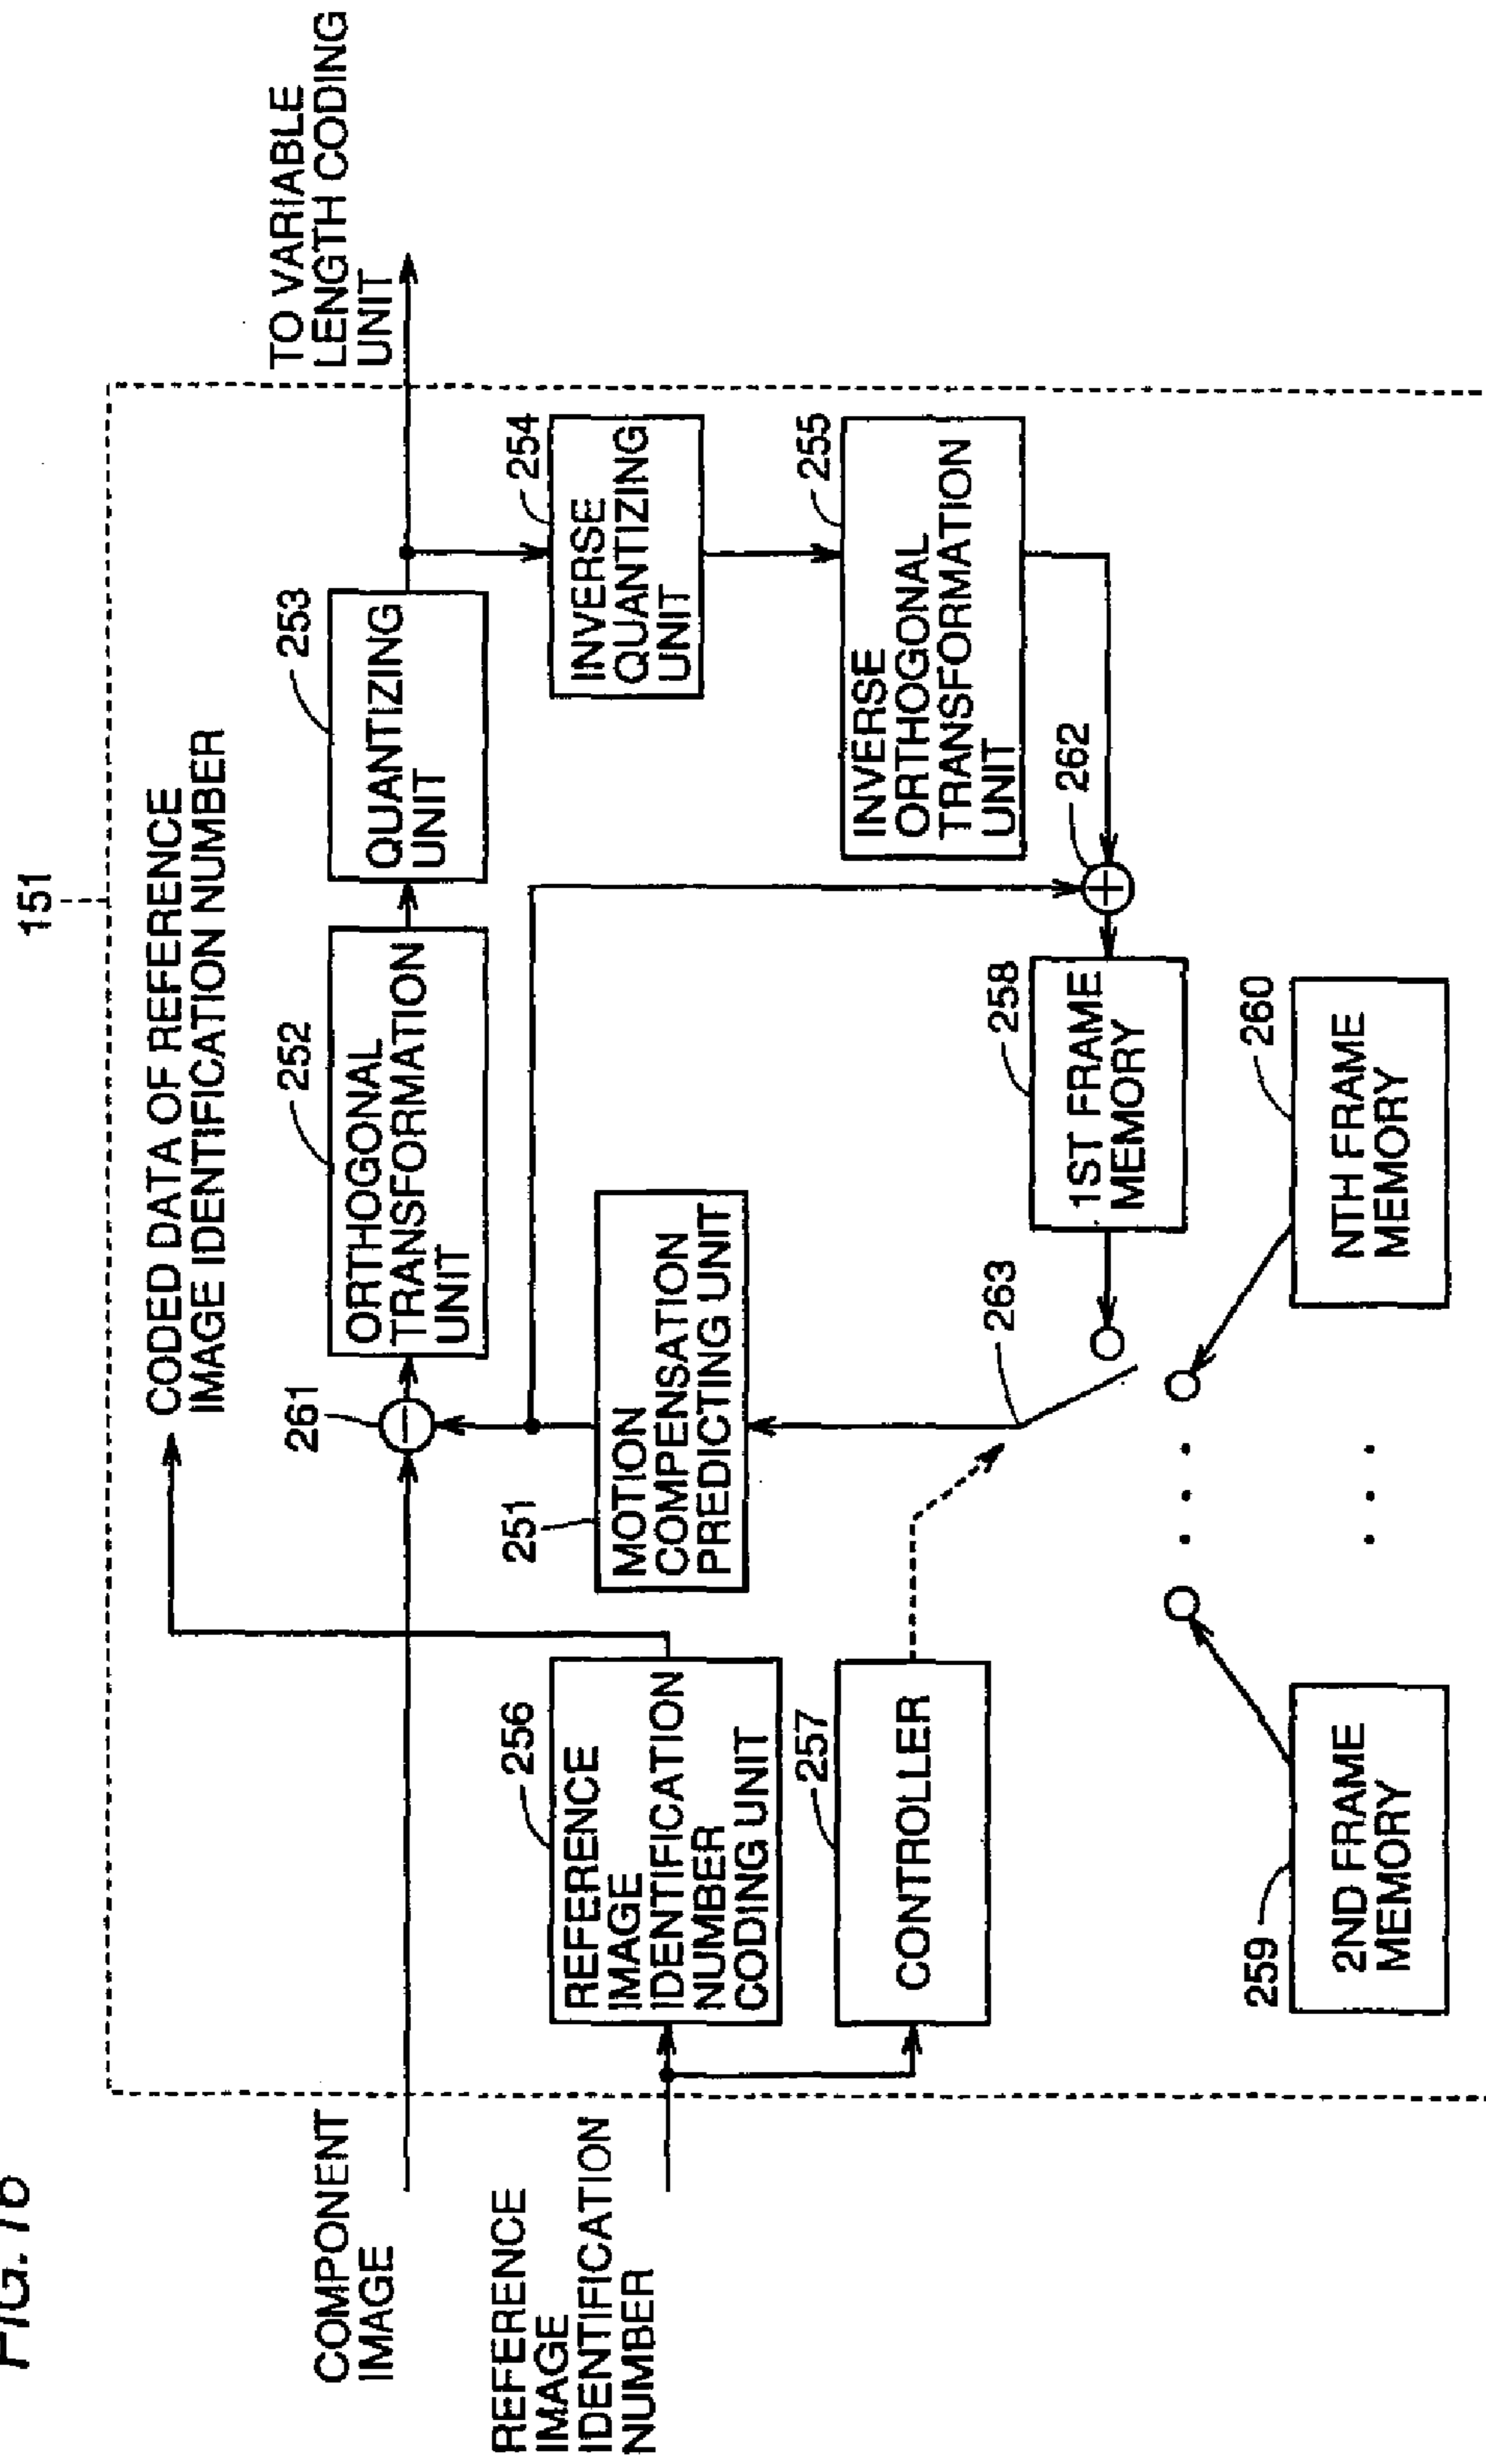 FIG. 16
151
CODED DATA OF REFERENCE
IMAGE IDENTIFICATION NUMBER
TO VARIABLE
LENGTH CODING
UNIT
COMPONENT
IMAGE
261
252
ORTHOGONAL
TRANSFORMATION
UNIT
253
QUANTIZING
UNIT
254
INVERSE
QUANTIZING
UNIT
REFERENCE
IMAGE
IDENTIFICATION
NUMBER
256
REFERENCE
IMAGE
IDENTIFICATION
NUMBER
CODING UNIT
251
MOTION
COMPENSATION
PREDICTING UNIT
255
INVERSE
ORTHOGONAL
TRANSFORMATION
UNIT
257
CONTROLLER
263
258
1ST FRAME
MEMORY
262
259
2ND FRAME
MEMORY
260
NTH FRAME
MEMORY